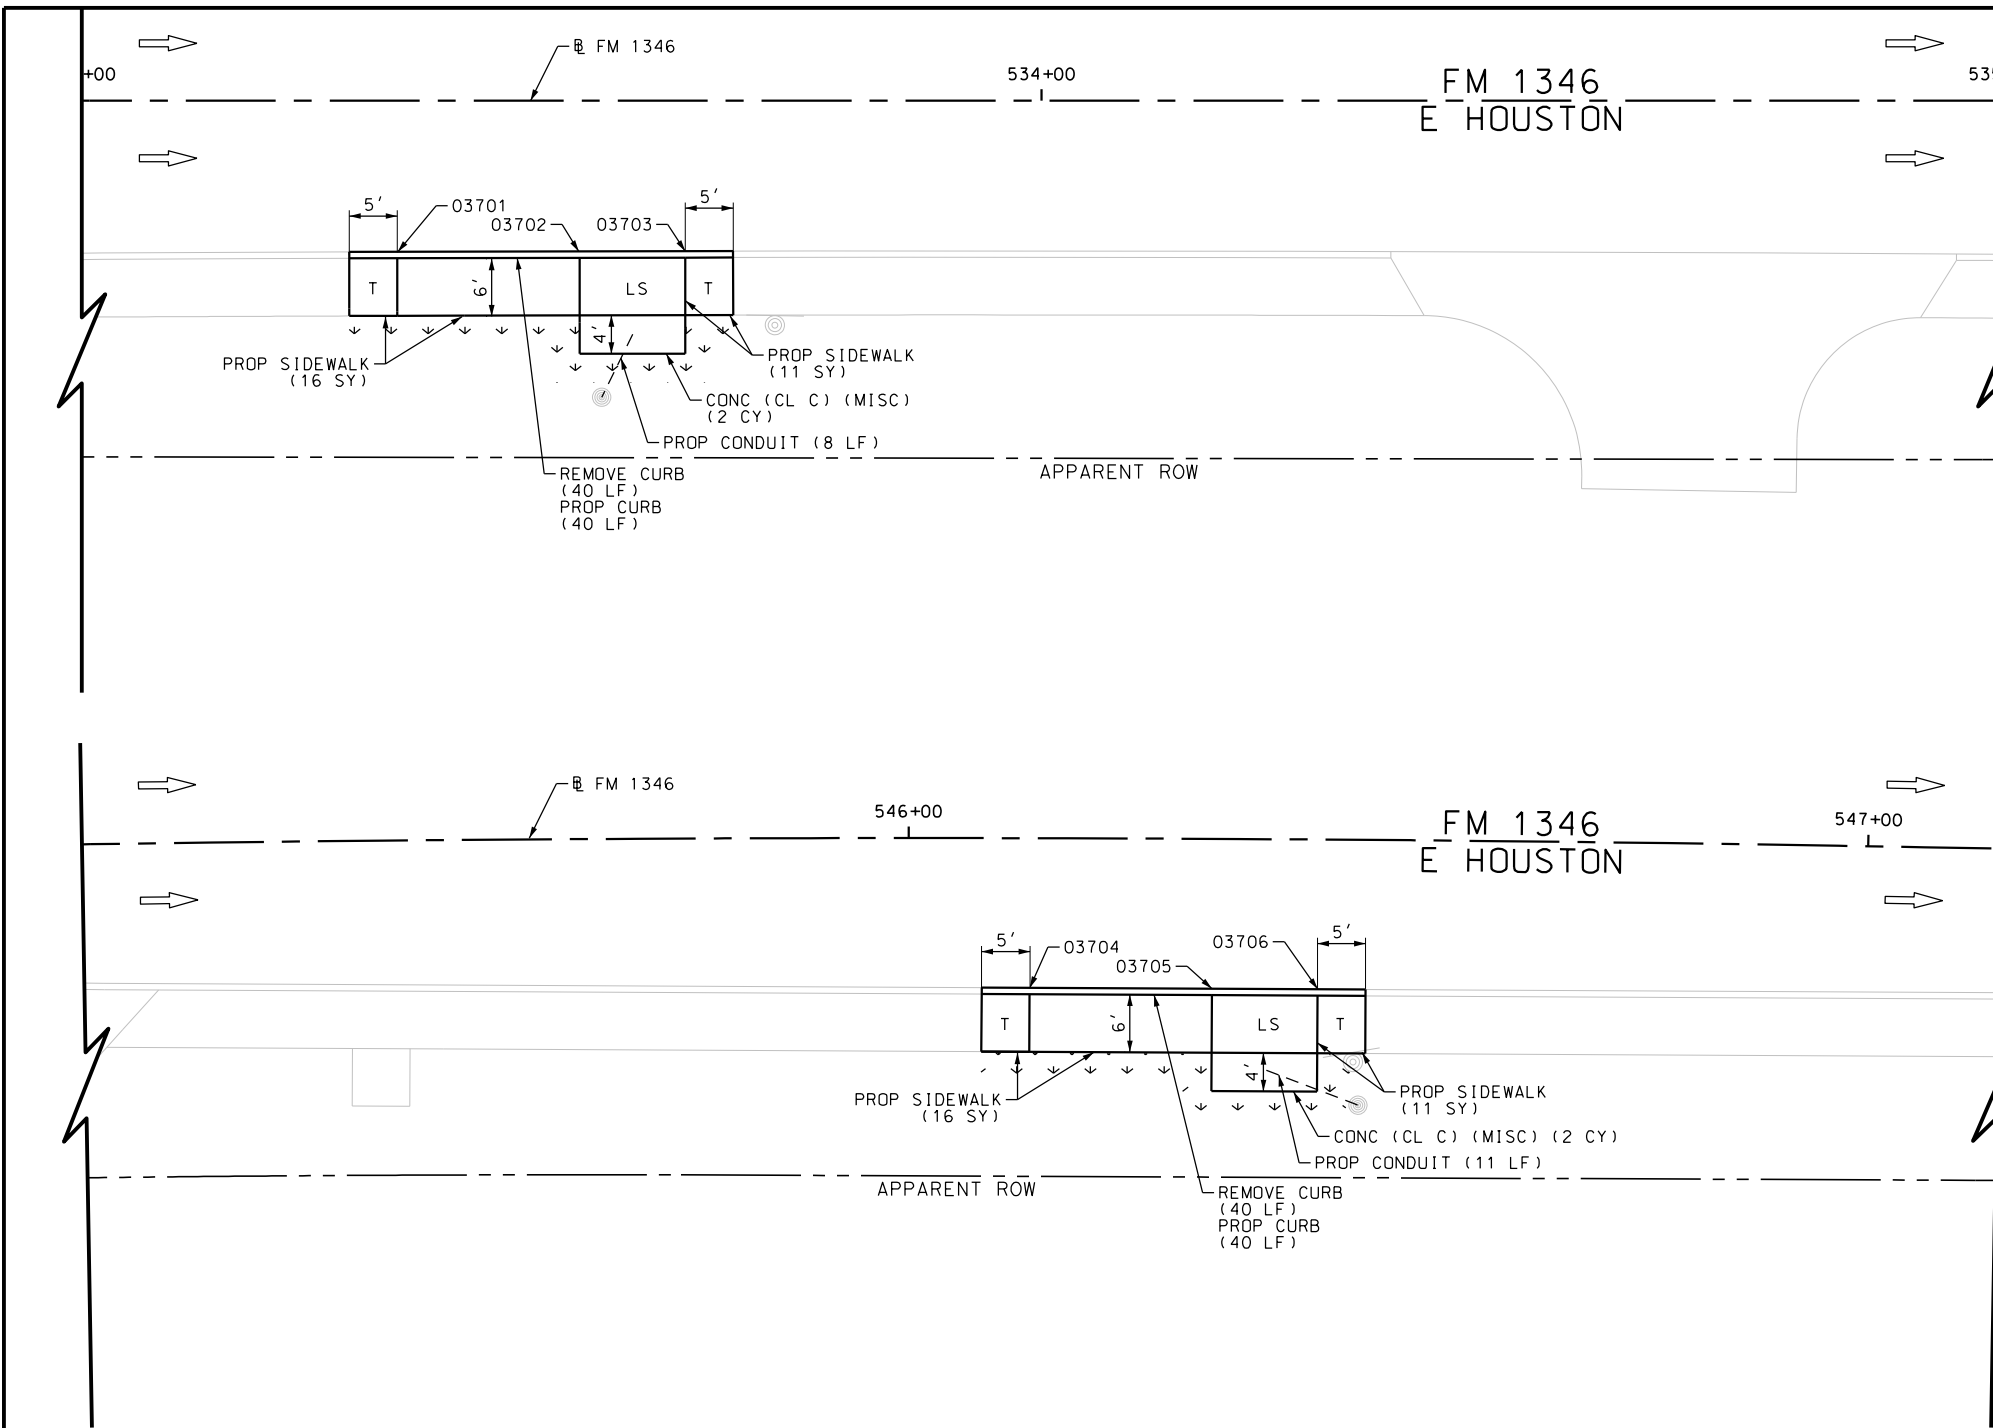 ℄ FM 1346
+00
534+00
FM 1346
E HOUSTON
5'
03701
03702
03703
5'
T
6'
LS
T
4'
PROP SIDEWALK
(16 SY)
PROP SIDEWALK
(11 SY)
CONC (CL C) (MISC)
(2 CY)
PROP CONDUIT (8 LF)
APPARENT ROW
REMOVE CURB
(40 LF)
PROP CURB
(40 LF)
FM 1346
546+00
FM 1346
E HOUSTON
547+00
5'
03704
03705
03706
5'
T
6'
LS
T
4'
PROP SIDEWALK
(16 SY)
PROP SIDEWALK
(11 SY)
CONC (CL C) (MISC) (2 CY)
PROP CONDUIT (11 LF)
APPARENT ROW
REMOVE CURB
(40 LF)
PROP CURB
(40 LF)